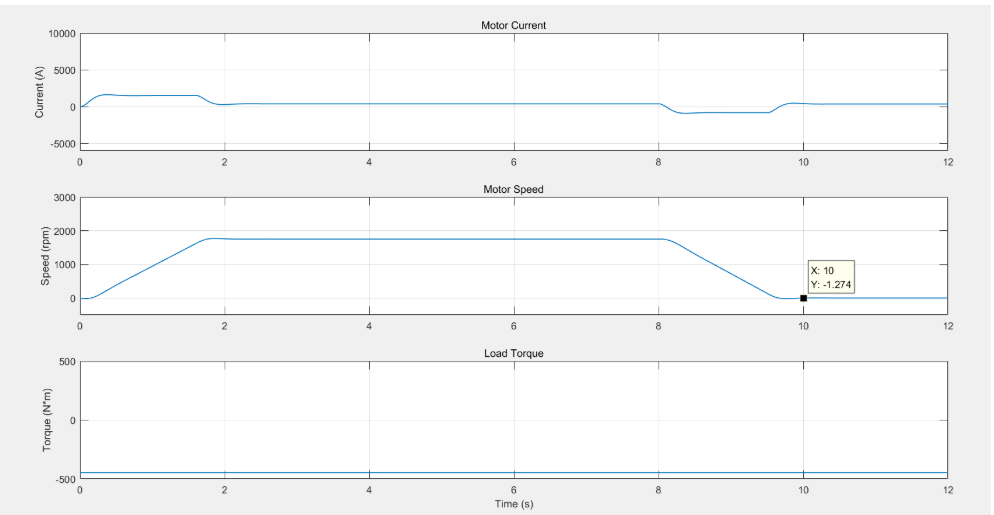 Motor Current
10000
5000
0
-5000
Current (A)
0 2 4 6 8 10 12
Motor Speed
3000
2000
1000
0
Speed (rpm)
X: 10
Y: -1.274
0 2 4 6 8 10 12
Load Torque
500
0
-500
Torque (N*m)
0 2 4 6 8 10 12
Time (s)